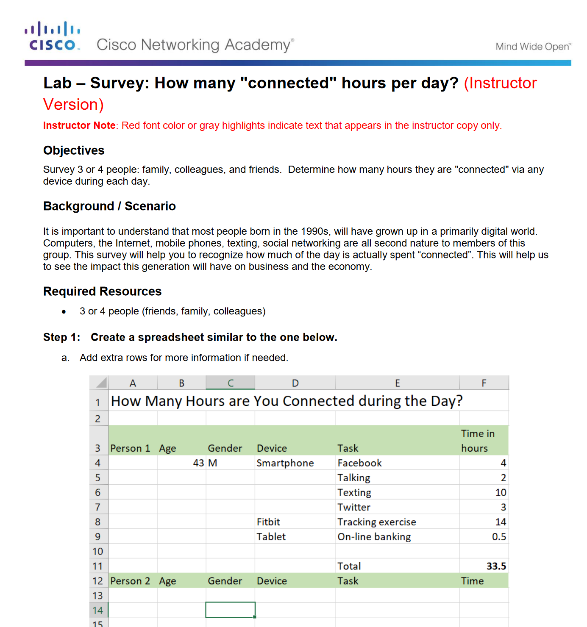 CISCO. Cisco Networking Academy® Mind Wide Open™
Lab – Survey: How many "connected" hours per day? (Instructor
Version)
Instructor Note: Red font color or gray highlights indicate text that appears in the instructor copy only.
Objectives
Survey 3 or 4 people: family, colleagues, and friends. Determine how many hours they are "connected" via any
device during each day.
Background / Scenario
It is important to understand that most people born in the 1990s, will have grown up in a primarily digital world.
Computers, the Internet, mobile phones, texting, social networking are all second nature to members of this
group. This survey will help you to recognize how much of the day is actually spent "connected". This will help us
to see the impact this generation will have on business and the economy.
Required Resources
• 3 or 4 people (friends, family, colleagues)
Step 1: Create a spreadsheet similar to the one below.
a. Add extra rows for more information if needed.
A B C D E F
1 How Many Hours are You Connected during the Day?
2
Time in
3 Person 1 Age Gender Device Task hours
4 43 M Smartphone Facebook 4
5 Talking 2
6 Texting 10
7 Twitter 3
8 Fitbit Tracking exercise 14
9 Tablet On-line banking 0.5
10
11 Total 33.5
12 Person 2 Age Gender Device Task Time
13
14
15